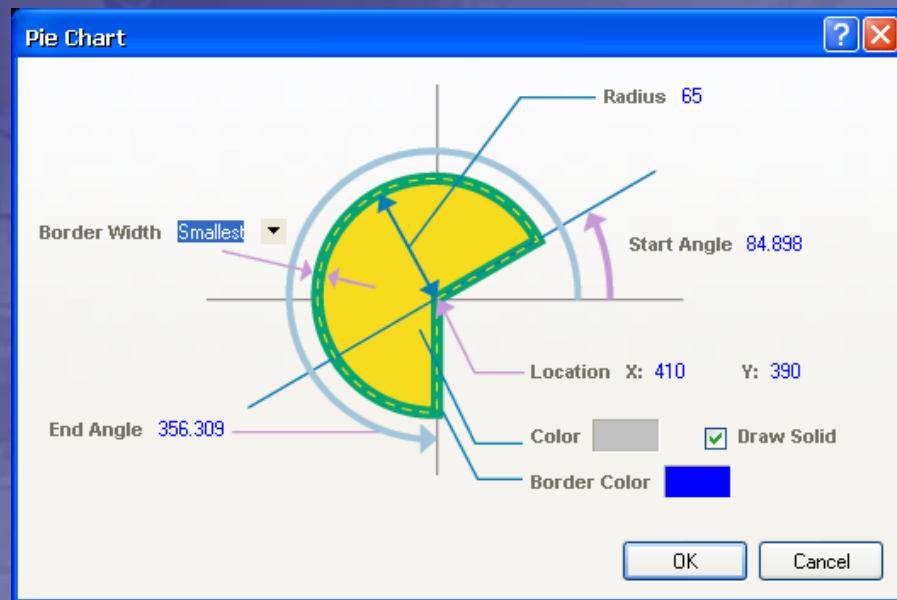 Pie Chart
Radius 65
Border Width Smallest
Start Angle 84.898
Location X: 410 Y: 390
End Angle 356.309
Color Draw Solid
Border Color
OK Cancel